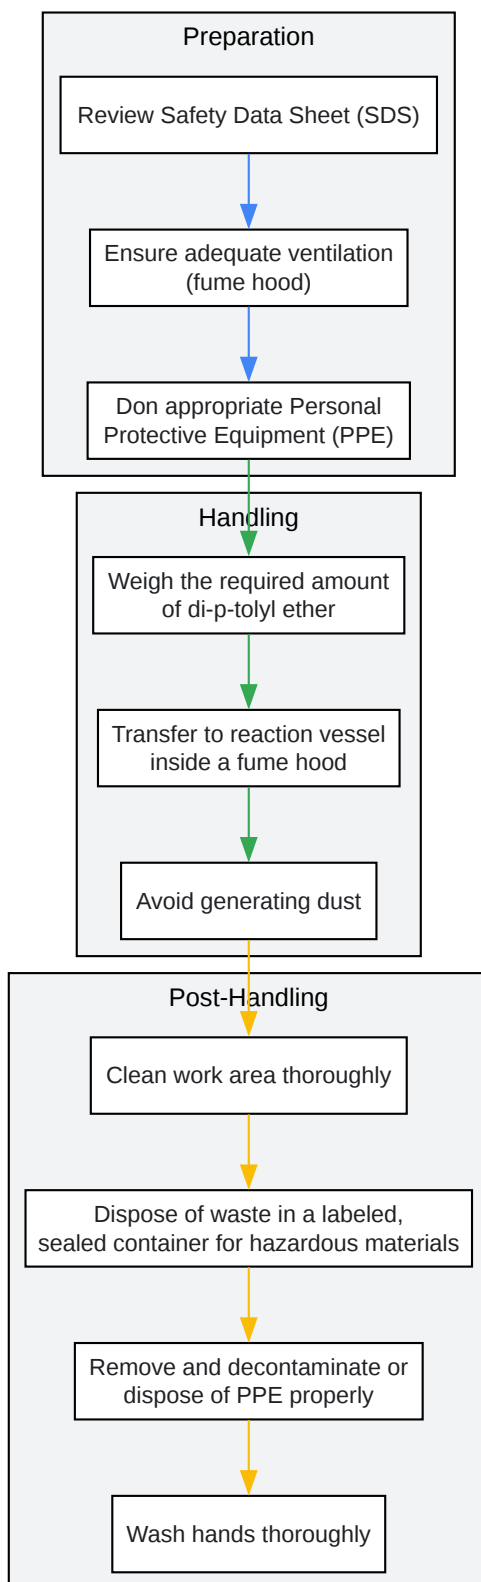 Preparation
Review Safety Data Sheet (SDS)
Ensure adequate ventilation
(fume hood)
Don appropriate Personal
Protective Equipment (PPE)
Handling
Weigh the required amount
of di-p-tolyl ether
Transfer to reaction vessel
inside a fume hood
Avoid generating dust
Post-Handling
Clean work area thoroughly
Dispose of waste in a labeled,
sealed container for hazardous materials
Remove and decontaminate or
dispose of PPE properly
Wash hands thoroughly